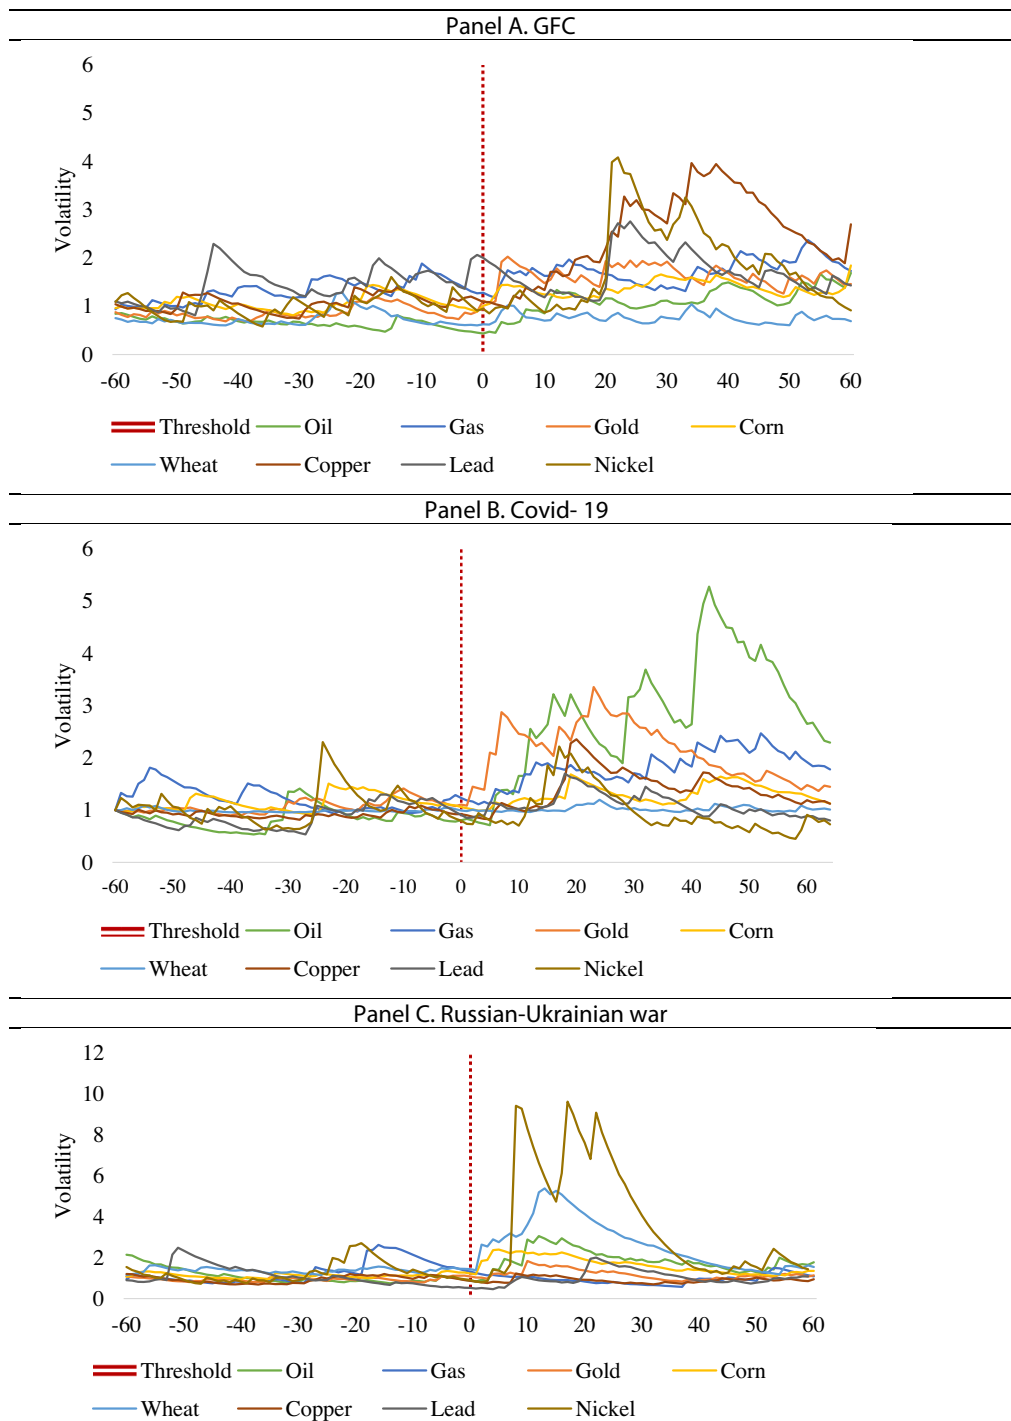 Panel A. GFC
6
5
4
3
2
1
0
Volatility
-60 -50 -40 -30 -20 -10 0 10 20 30 40 50 60
Threshold Oil Gas Gold Corn
Wheat Copper Lead Nickel
Panel B. Covid- 19
6
5
4
3
2
1
0
Volatility
-60 -50 -40 -30 -20 -10 0 10 20 30 40 50 60
Threshold Oil Gas Gold Corn
Wheat Copper Lead Nickel
Panel C. Russian-Ukrainian war
12
10
8
6
4
2
0
Volatility
-60 -50 -40 -30 -20 -10 0 10 20 30 40 50 60
Threshold Oil Gas Gold Corn
Wheat Copper Lead Nickel